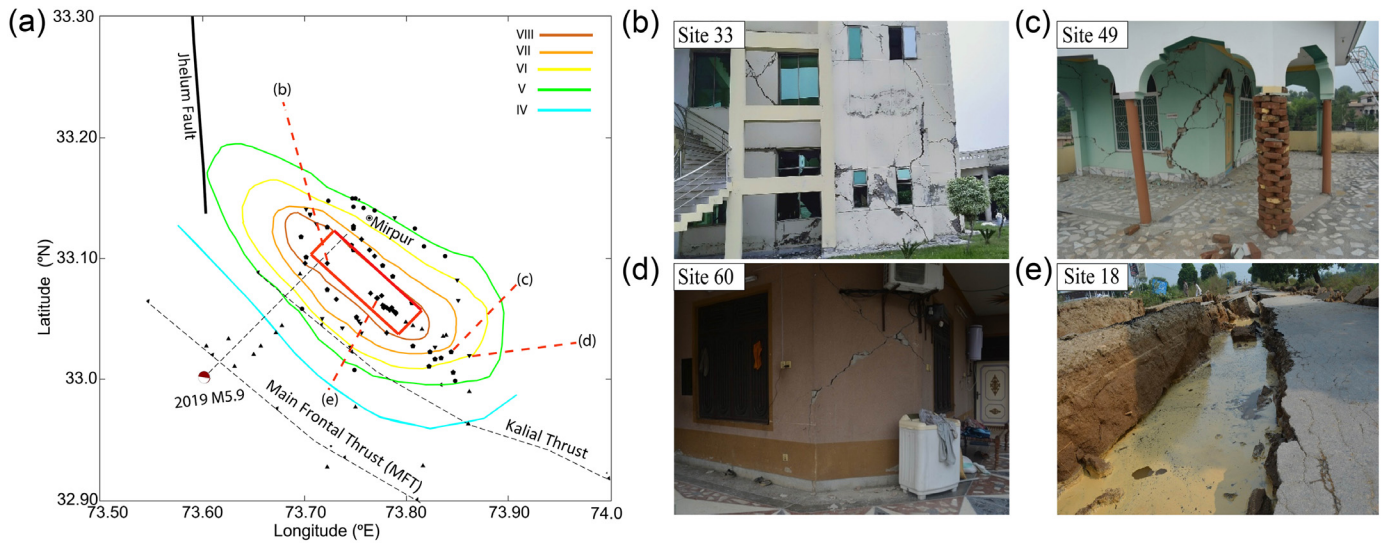 (a)
33.30
33.20
33.10
33.0
32.90
Latitude (ºN)
73.50
73.60
73.70
73.80
73.90
74.0
Longitude (ºE)
Jhelum Fault
VIII
VII
VI
V
IV
(b)
Mirpur
(c)
(d)
(e)
2019 M5.9
Main Frontal Thrust (MFT)
Kalial Thrust
(b)
Site 33
(c)
Site 49
(d)
Site 60
(e)
Site 18